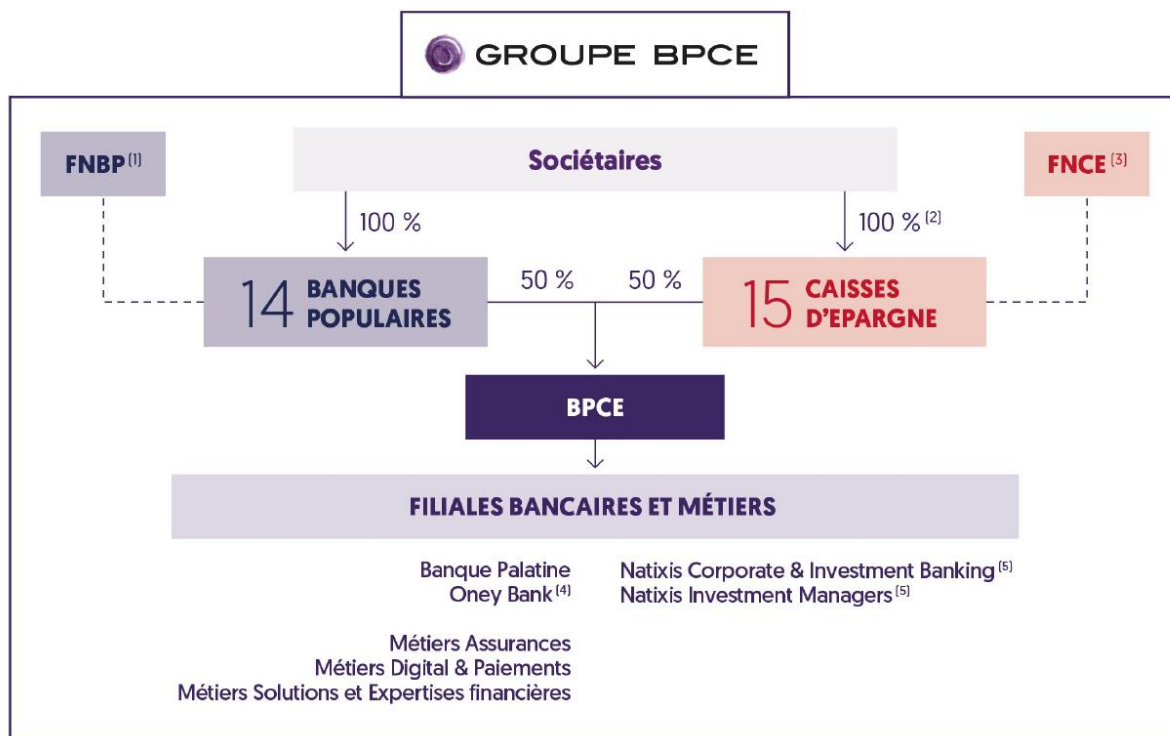 GROUPE BPCE
FNBP (1)
Sociétaires
FNCE (3)
100 %
100 % (2)
14 BANQUES
POPULAIRES
50 %
50 %
15 CAISSES
D'EPARGNE
BPCE
FILIALES BANCAIRES ET MÉTIERS
Banque Palatine
Oney Bank (4)
Natixis Corporate & Investment Banking (5)
Natixis Investment Managers (5)
Métiers Assurances
Métiers Digital & Paiements
Métiers Solutions et Expertises financières